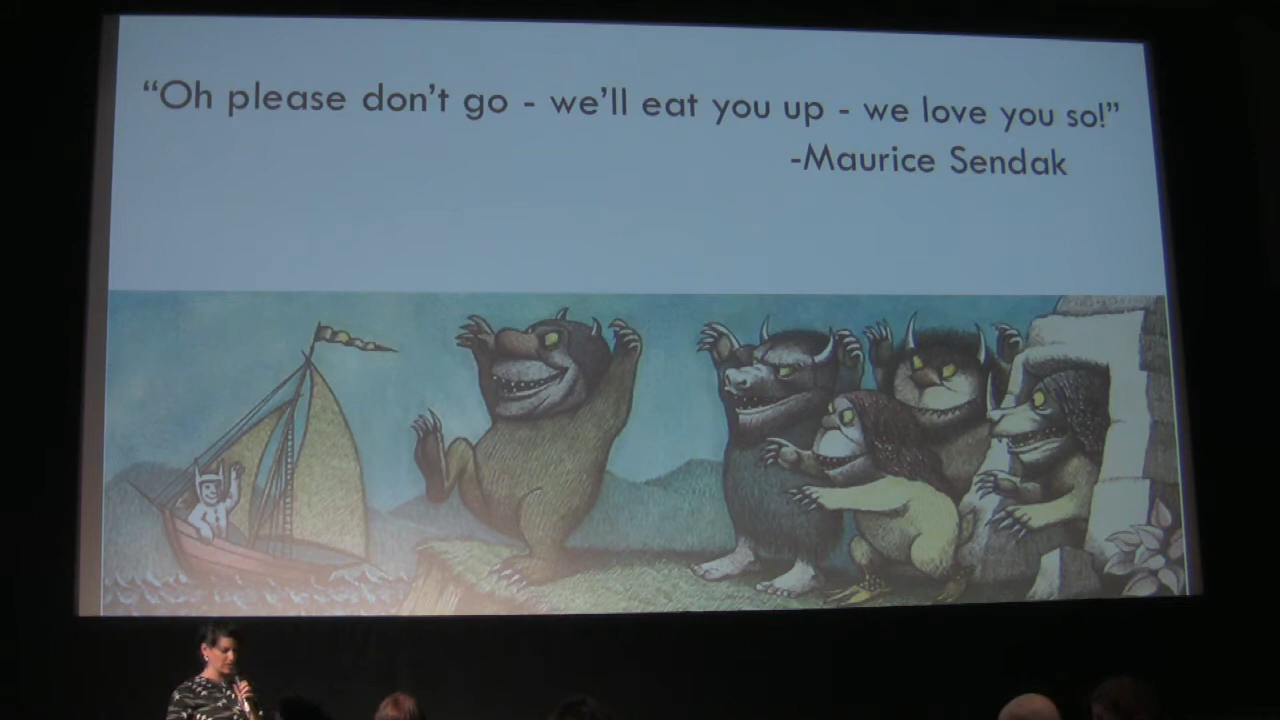 “Oh please don’t go - we’ll eat you up - we love you so!”
-Maurice Sendak